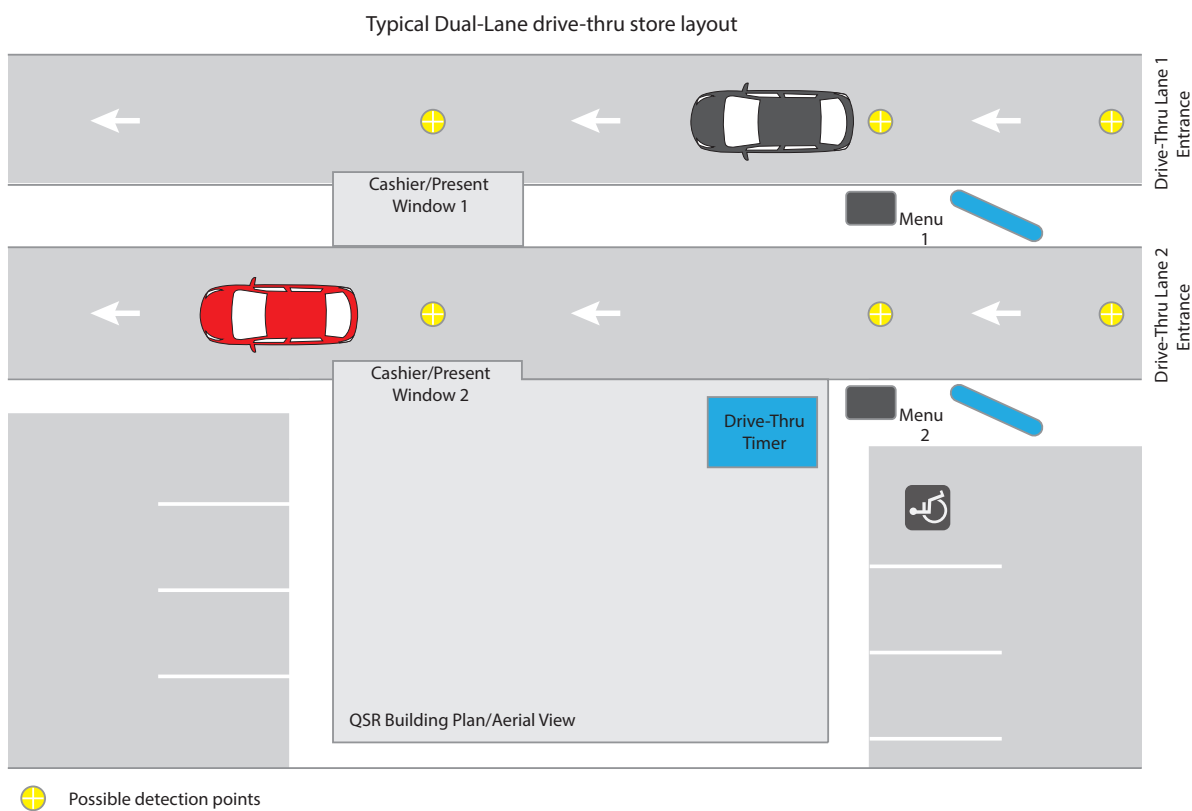 Typical Dual-Lane drive-thru store layout
Drive-Thru Lane 1
Entrance
Cashier/Present
Window 1
Menu
1
Drive-Thru Lane 2
Entrance
Cashier/Present
Window 2
Drive-Thru
Timer
Menu
2
QSR Building Plan/Aerial View
Possible detection points